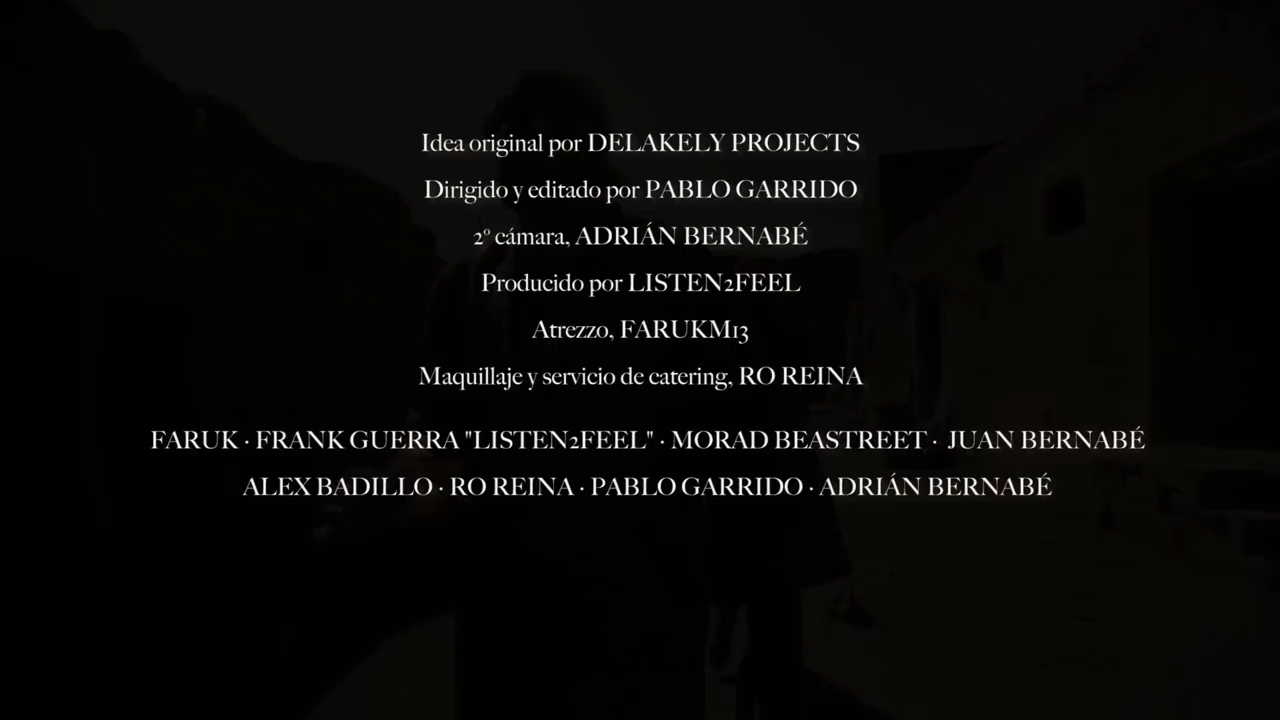 Idea original por DELAKELY PROJECTS
Dirigido y editado por PABLO GARRIDO
2º cámara, ADRIÁN BERNABÉ
Producido por LISTEN2FEEL
Atrezzo, FARUKM13
Maquillaje y servicio de catering, RO REINA
FARUK · FRANK GUERRA "LISTEN2FEEL" · MORAD BEASTREET · JUAN BERNABÉ
ALEX BADILLO · RO REINA · PABLO GARRIDO · ADRIÁN BERNABÉ